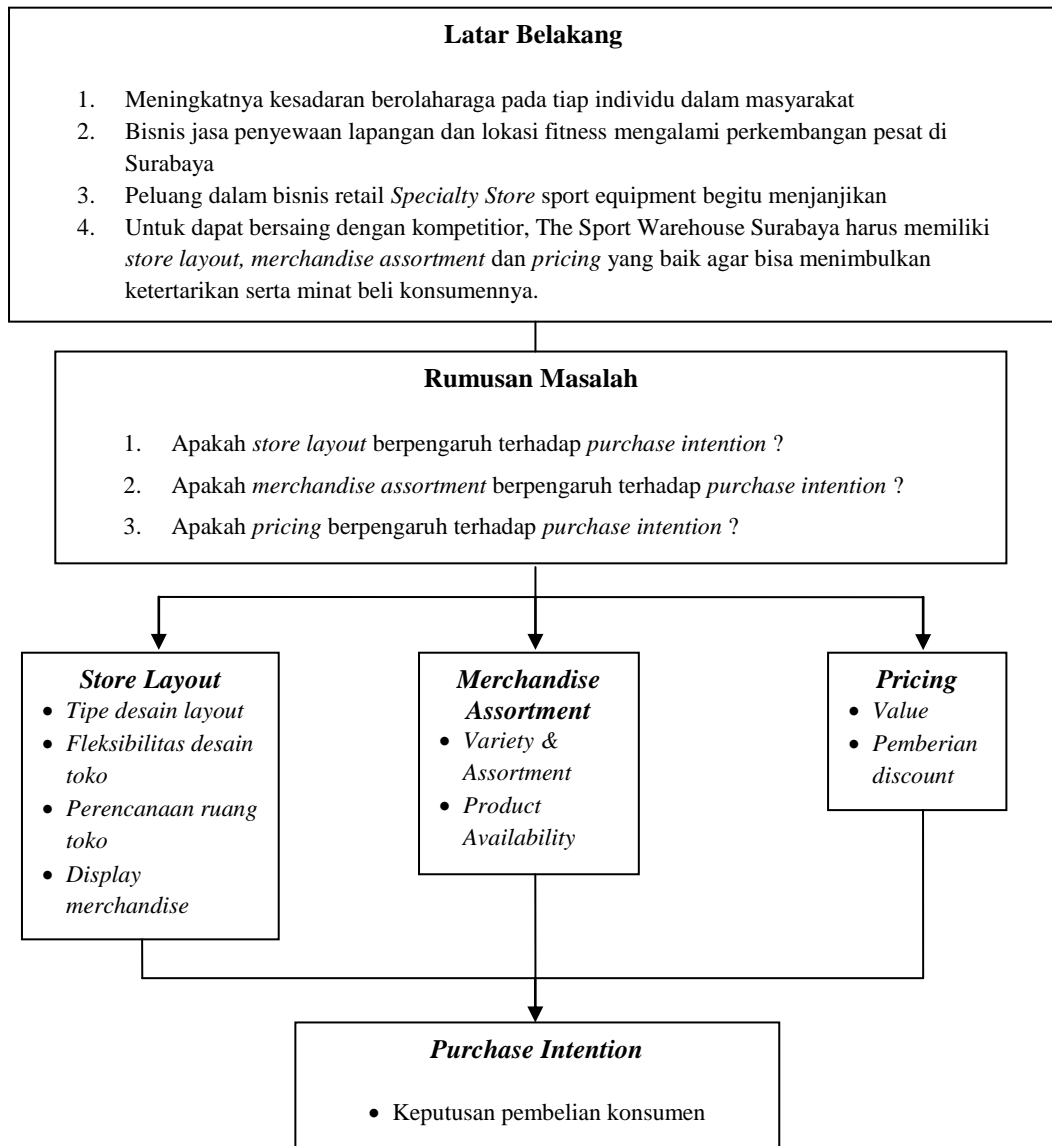 Latar Belakang
1. Meningkatnya kesadaran berolaharaga pada tiap individu dalam masyarakat
2. Bisnis jasa penyewaan lapangan dan lokasi fitness mengalami perkembangan pesat di
Surabaya
3. Peluang dalam bisnis retail Specialty Store sport equipment begitu menjanjikan
4. Untuk dapat bersaing dengan kompetitior, The Sport Warehouse Surabaya harus memiliki
store layout, merchandise assortment dan pricing yang baik agar bisa menimbulkan
ketertarikan serta minat beli konsumennya.
Rumusan Masalah
1. Apakah store layout berpengaruh terhadap purchase intention ?
2. Apakah merchandise assortment berpengaruh terhadap purchase intention ?
3. Apakah pricing berpengaruh terhadap purchase intention ?
Store Layout
• Tipe desain layout
• Fleksibilitas desain
toko
• Perencanaan ruang
toko
• Display
merchandise
Merchandise
Assortment
• Variety &
Assortment
• Product
Availability
Pricing
• Value
• Pemberian
discount
Purchase Intention
• Keputusan pembelian konsumen